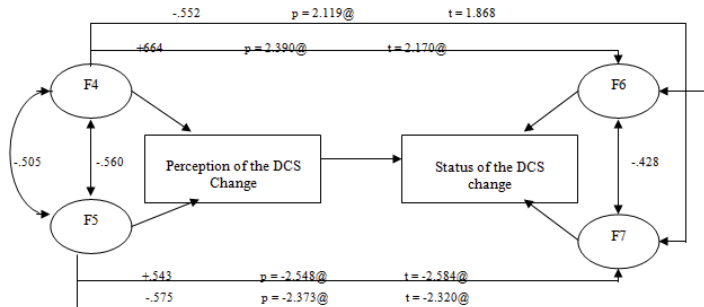 -.552 p = 2.119@ t = 1.868
+664 p = 2.390@ t = 2.170@
F4
F6
-.505
-.560
Perception of the DCS
Change
Status of the DCS
change
-.428
F5
F7
+.543 p = -2.548@ t = -2.584@
-.575 p = -2.373@ t = -2.320@